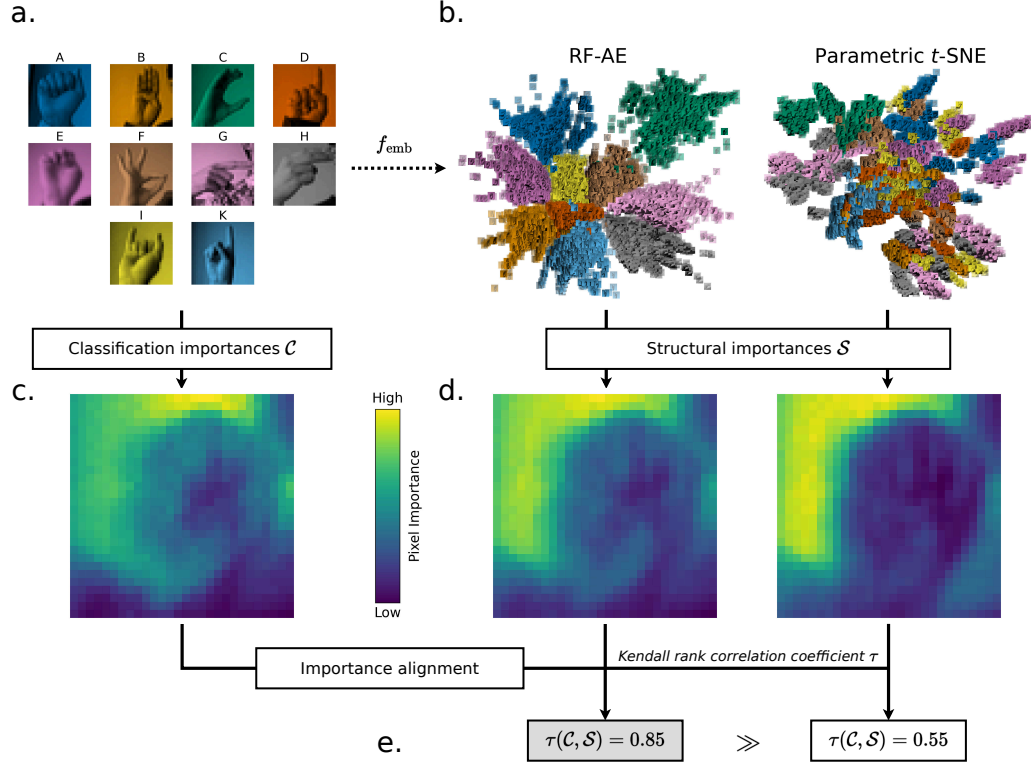 a.
b.
A
B
C
D
E
F
G
H
I
K
f_emb
RF-AE
Parametric t-SNE
Classification importances 𝒞
Structural importances 𝒮
c.
d.
High
Pixel Importance
Low
Importance alignment
Kendall rank correlation coefficient τ
e.
τ(𝒞, 𝒮) = 0.85
≫
τ(𝒞, 𝒮) = 0.55